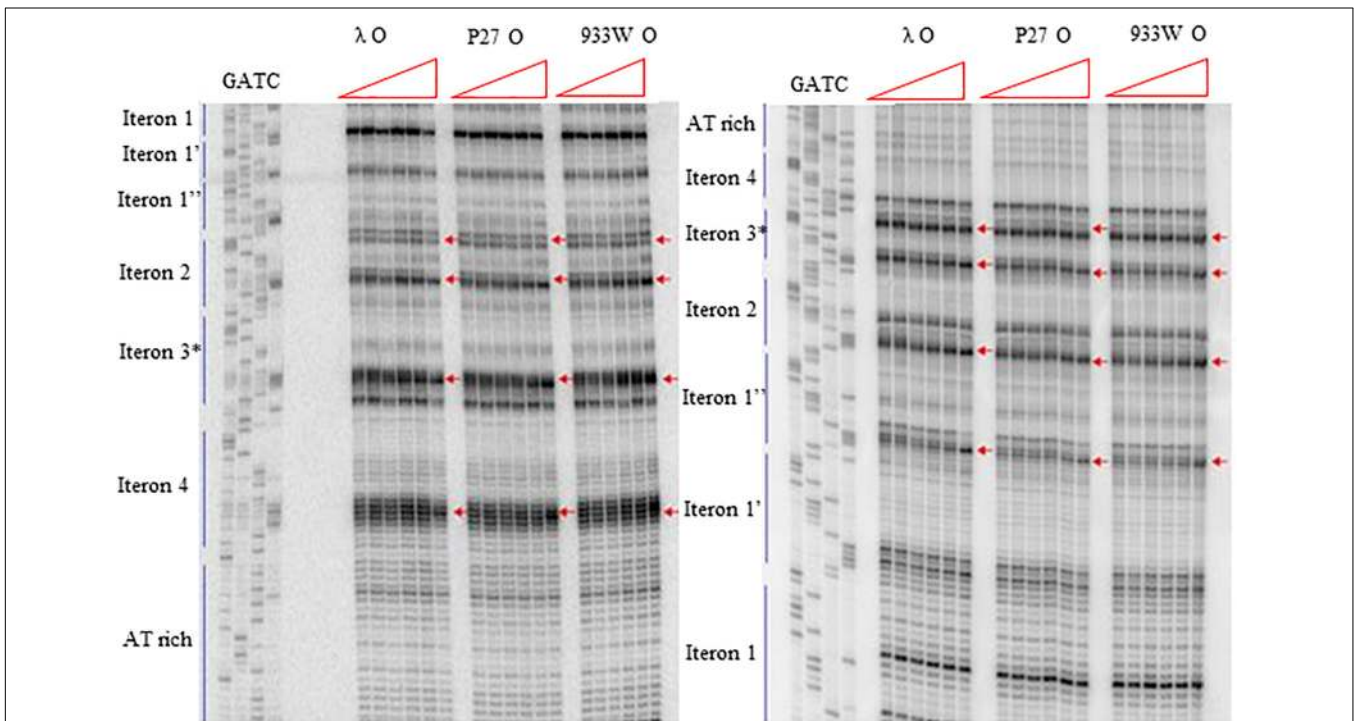 λ O P27 O 933W O
GATC
Iteron 1
Iteron 1’
Iteron 1’’
Iteron 2
Iteron 3*
Iteron 4
AT rich
λ O P27 O 933W O
GATC
AT rich
Iteron 4
Iteron 3*
Iteron 2
Iteron 1’’
Iteron 1’
Iteron 1